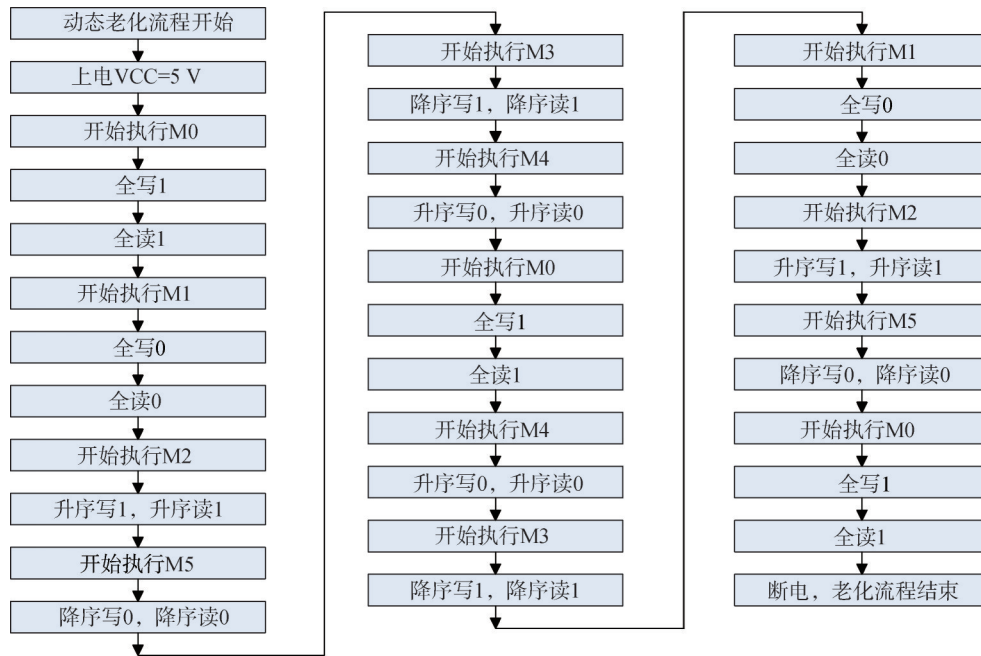 动态老化流程开始
上电VCC=5 V
开始执行M0
全写1
全读1
开始执行M1
全写0
全读0
开始执行M2
升序写1，升序读1
开始执行M5
降序写0，降序读0
开始执行M3
降序写1，降序读1
开始执行M4
升序写0，升序读0
开始执行M0
全写1
全读1
开始执行M4
升序写0，升序读0
开始执行M3
降序写1，降序读1
开始执行M1
全写0
全读0
开始执行M2
升序写1，升序读1
开始执行M5
降序写0，降序读0
开始执行M0
全写1
全读1
断电，老化流程结束